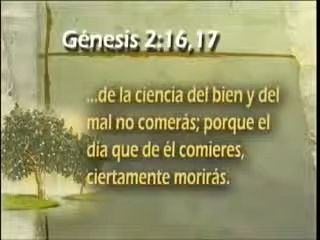 Génesis 2:16,17
...de la ciencia del bien y del
mal no comerás; porque el
día que de él comieres,
ciertamente morirás.